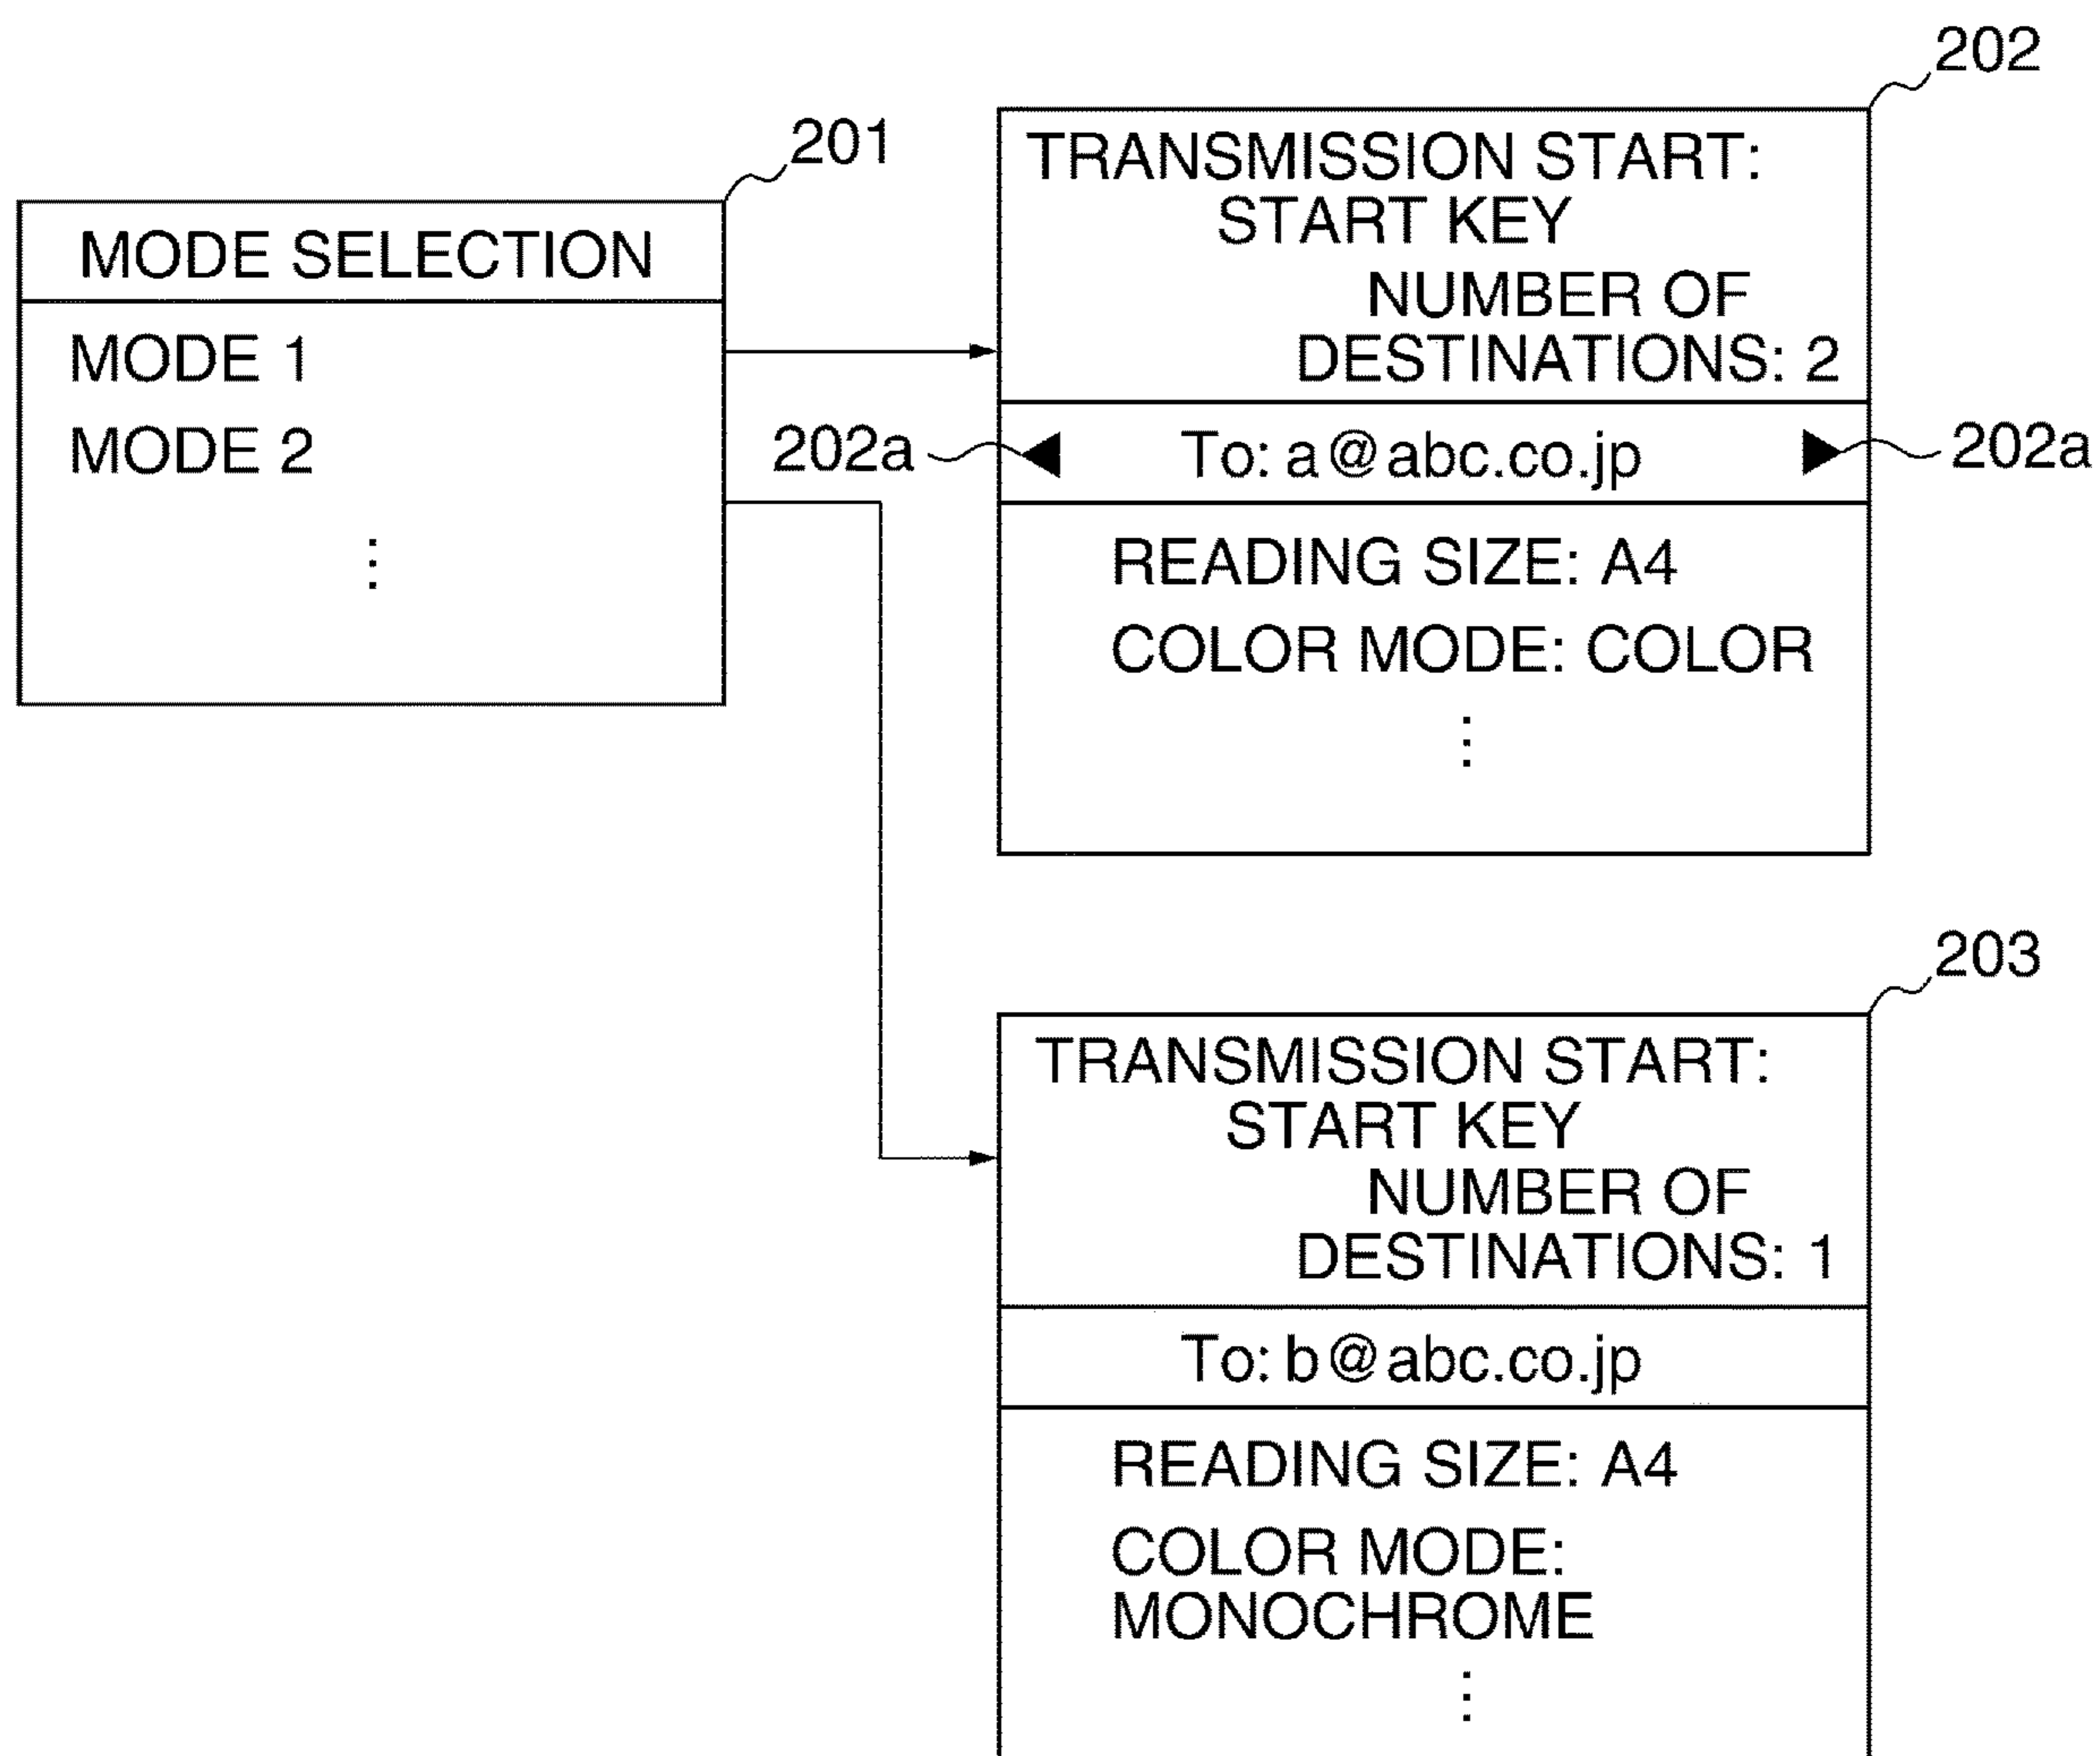 201
MODE SELECTION
MODE 1
MODE 2
⋮
202
TRANSMISSION START:
START KEY
NUMBER OF
DESTINATIONS: 2
202a ◀ To: a@abc.co.jp ▶ 202a
READING SIZE: A4
COLOR MODE: COLOR
⋮
203
TRANSMISSION START:
START KEY
NUMBER OF
DESTINATIONS: 1
To: b@abc.co.jp
READING SIZE: A4
COLOR MODE:
MONOCHROME
⋮